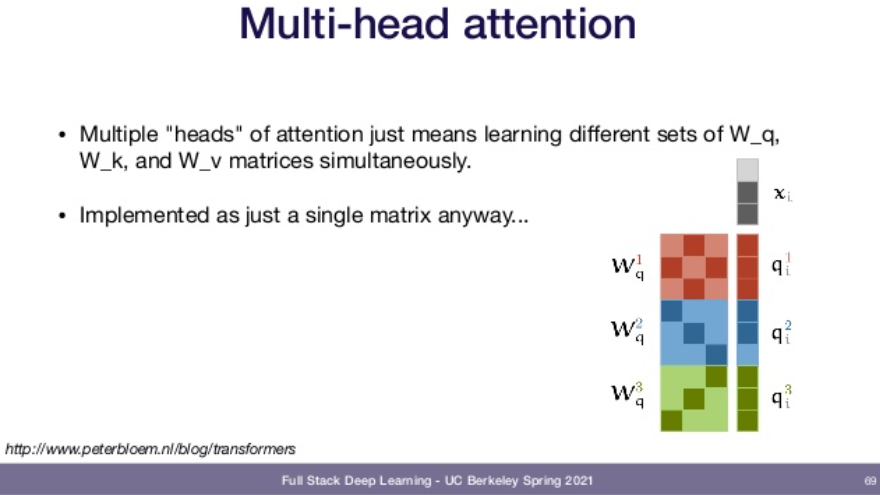 Multi-head attention
• Multiple "heads" of attention just means learning different sets of W_q,
W_k, and W_v matrices simultaneously.
• Implemented as just a single matrix anyway...
x_i
W_q^1 q_i^1
W_q^2 q_i^2
W_q^3 q_i^3
http://www.peterbloem.nl/blog/transformers
Full Stack Deep Learning - UC Berkeley Spring 2021 69